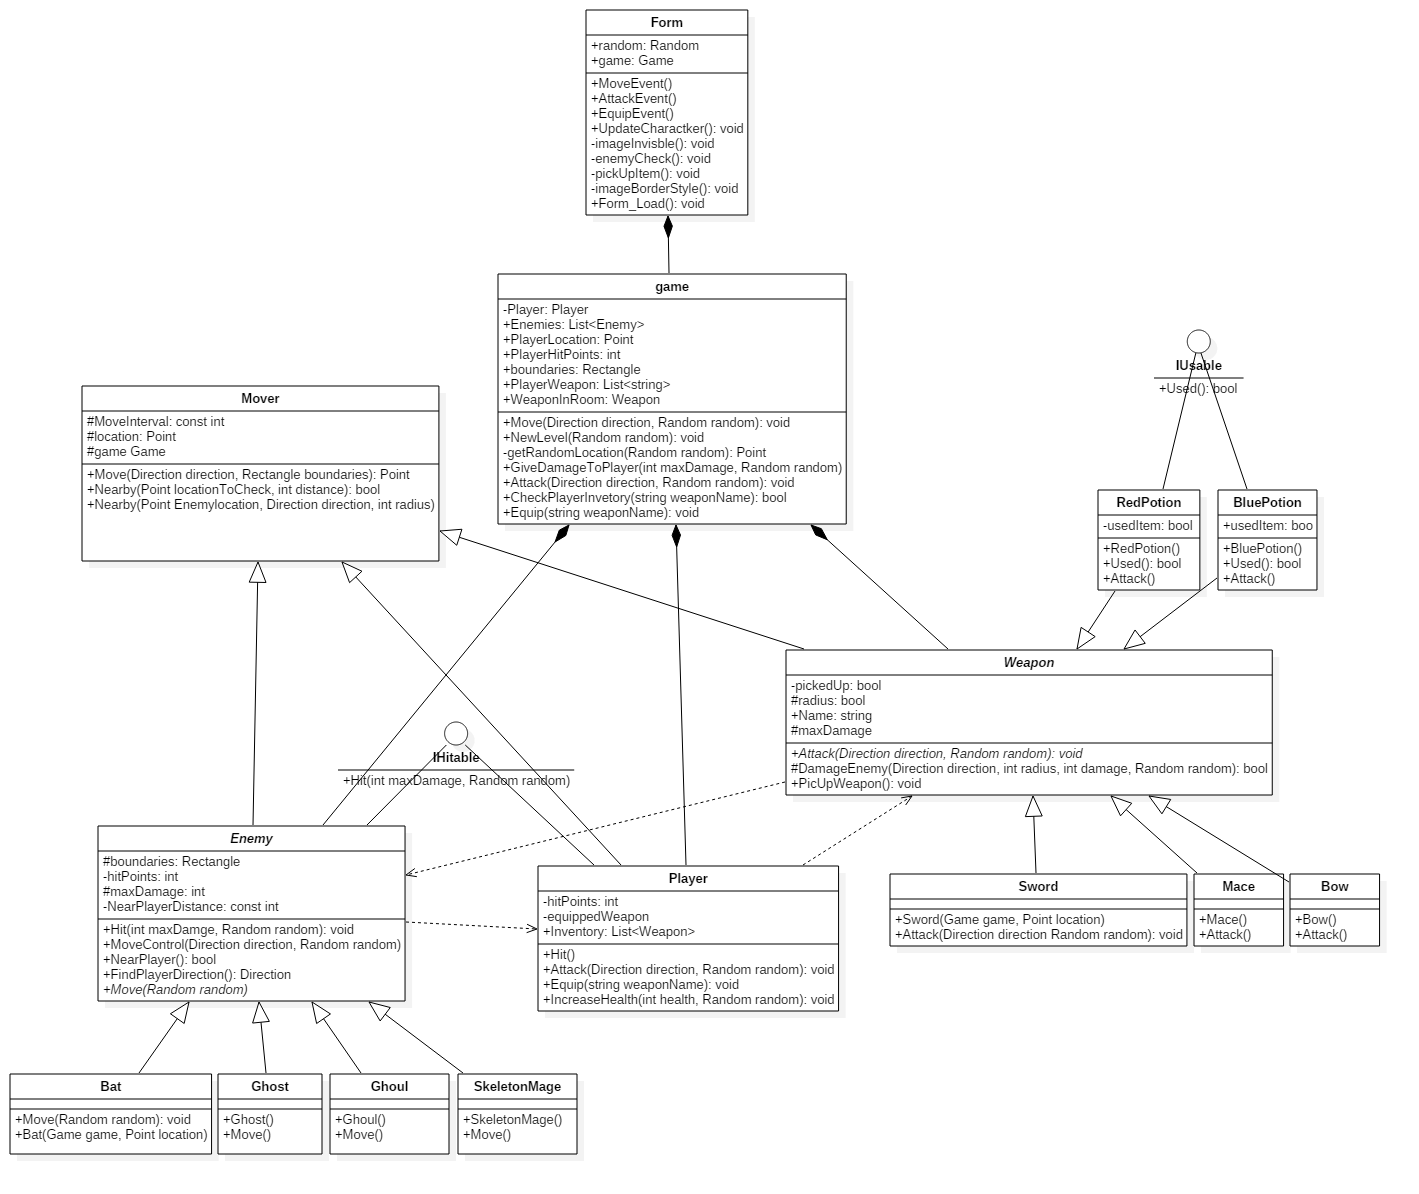 Form
+random: Random
+game: Game
+MoveEvent()
+AttackEvent()
+EquipEvent()
+UpdateCharactker(): void
-imageInvisble(): void
-enemyCheck(): void
-pickUpItem(): void
-imageBorderStyle(): void
+Form_Load(): void
game
-Player: Player
+Enemies: List<Enemy>
+PlayerLocation: Point
+PlayerHitPoints: int
+boundaries: Rectangle
+PlayerWeapon: List<string>
+WeaponInRoom: Weapon
+Move(Direction direction, Random random): void
+NewLevel(Random random): void
-getRandomLocation(Random random): Point
+GiveDamageToPlayer(int maxDamage, Random random)
+Attack(Direction direction, Random random): void
+CheckPlayerInvetory(string weaponName): bool
+Equip(string weaponName): void
Mover
#MoveInterval: const int
#location: Point
#game Game
+Move(Direction direction, Rectangle boundaries): Point
+Nearby(Point locationToCheck, int distance): bool
+Nearby(Point Enemylocation, Direction direction, int radius)
IUsable
+Used(): bool
RedPotion
-usedItem: bool
+RedPotion()
+Used(): bool
+Attack()
BluePotion
+usedItem: boo
+BluePotion()
+Used(): bool
+Attack()
Weapon
-pickedUp: bool
#radius: bool
+Name: string
#maxDamage
+Attack(Direction direction, Random random): void
#DamageEnemy(Direction direction, int radius, int damage, Random random): bool
+PicUpWeapon(): void
IHitable
+Hit(int maxDamage, Random random)
Enemy
#boundaries: Rectangle
-hitPoints: int
#maxDamage: int
-NearPlayerDistance: const int
+Hit(int maxDamge, Random random): void
+MoveControl(Direction direction, Random random)
+NearPlayer(): bool
+FindPlayerDirection(): Direction
+Move(Random random)
Player
-hitPoints: int
-equippedWeapon
+Inventory: List<Weapon>
+Hit()
+Attack(Direction direction, Random random): void
+Equip(string weaponName): void
+IncreaseHealth(int health, Random random): void
Sword
+Sword(Game game, Point location)
+Attack(Direction direction Random random): void
Mace
+Mace()
+Attack()
Bow
+Bow()
+Attack()
Bat
+Move(Random random): void
+Bat(Game game, Point location)
Ghost
+Ghost()
+Move()
Ghoul
+Ghoul()
+Move()
SkeletonMage
+SkeletonMage()
+Move()